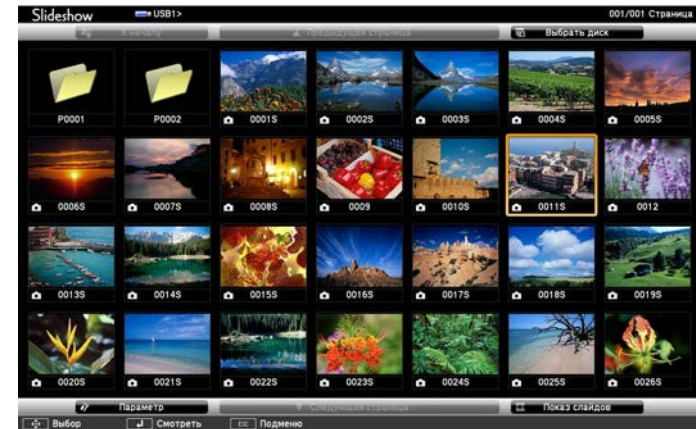 Slideshow USB1> 001/001 Страница
К началу Предыдущая страница Выбрать диск
P0001 P0002 0001S 0002S 0003S 0004S 0005S
0006S 0007S 0008S 0009 0010S 0011S 0012
0013S 0014S 0015S 0016S 0017S 0018S 0019S
0020S 0021S 0022S 0023S 0024S 0025S 0026S
Параметр Следующая страница Показ слайдов
Выбор Смотреть ESC Подменю